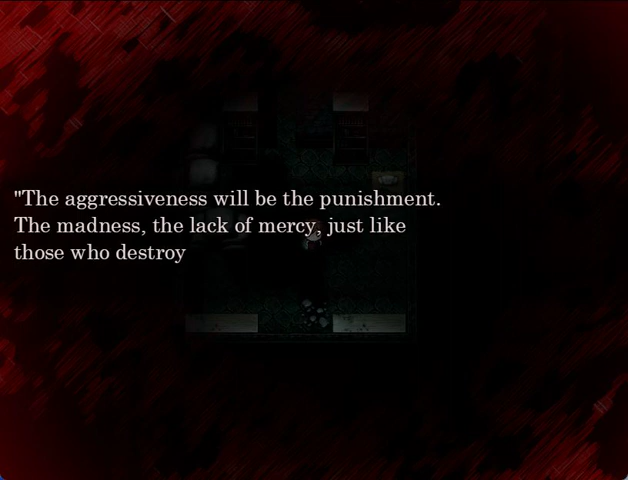 "The aggressiveness will be the punishment.
The madness, the lack of mercy, just like
those who destroy